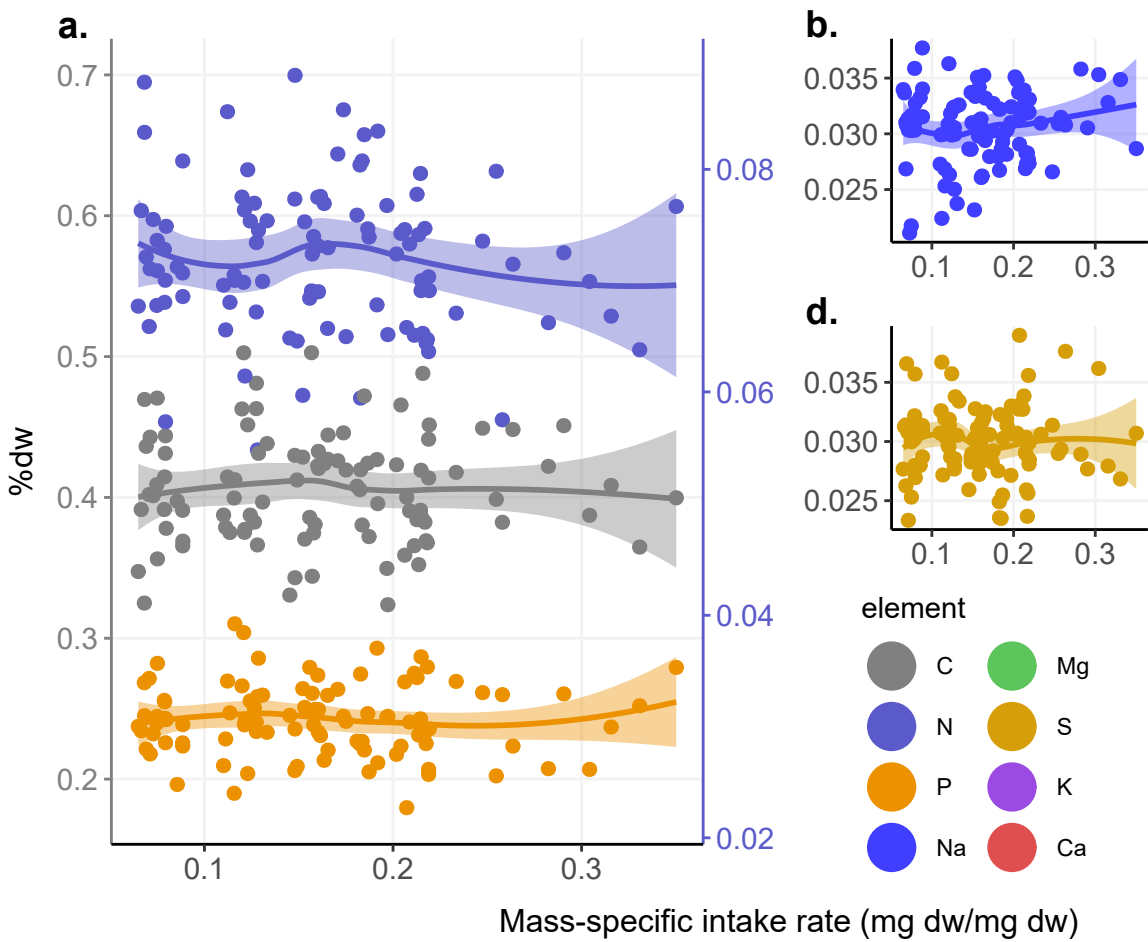 a.
%dw
0.7
0.6
0.5
0.4
0.3
0.2
0.08
0.06
0.04
0.02
0.1 0.2 0.3
b.
0.035
0.030
0.025
0.1 0.2 0.3
d.
0.035
0.030
0.025
0.1 0.2 0.3
element
C Mg
N S
P K
Na Ca
Mass-specific intake rate (mg dw/mg dw)